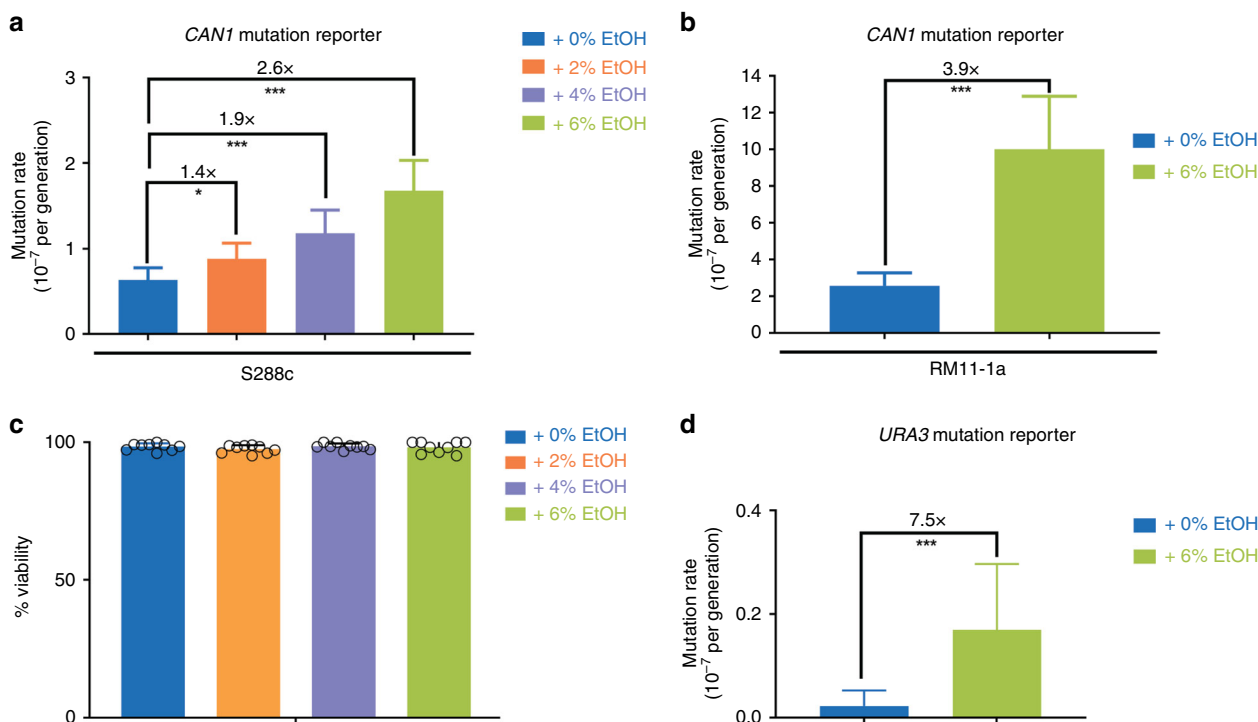 a
CAN1 mutation reporter
Mutation rate
(10⁻⁷ per generation)
3
2
1
0
2.6×
***
1.9×
***
1.4×
*
S288c
+ 0% EtOH
+ 2% EtOH
+ 4% EtOH
+ 6% EtOH
b
CAN1 mutation reporter
Mutation rate
(10⁻⁷ per generation)
14
12
10
8
6
4
2
0
3.9×
***
RM11-1a
+ 0% EtOH
+ 6% EtOH
c
% viability
100
50
0
+ 0% EtOH
+ 2% EtOH
+ 4% EtOH
+ 6% EtOH
d
URA3 mutation reporter
Mutation rate
(10⁻⁷ per generation)
0.4
0.2
0.0
7.5×
***
+ 0% EtOH
+ 6% EtOH